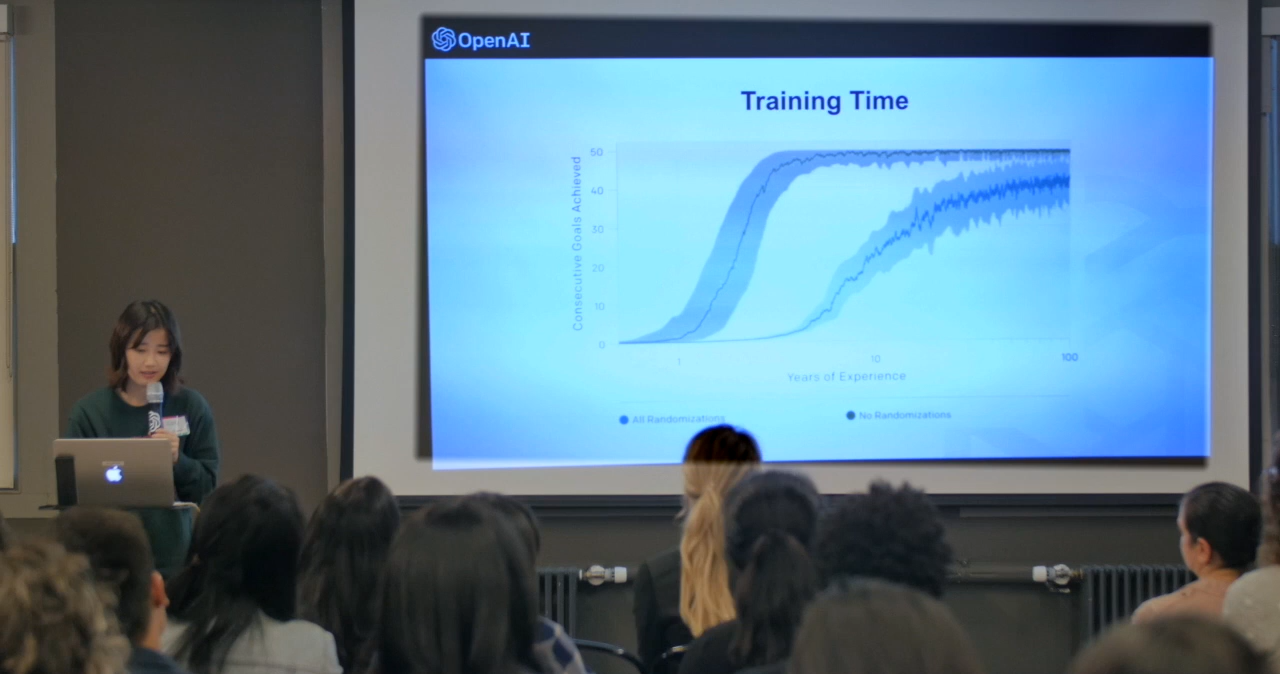 OpenAI
Training Time
Consecutive Goals Achieved
50
40
30
20
10
0
1
10
100
Years of Experience
All Randomizations
No Randomizations